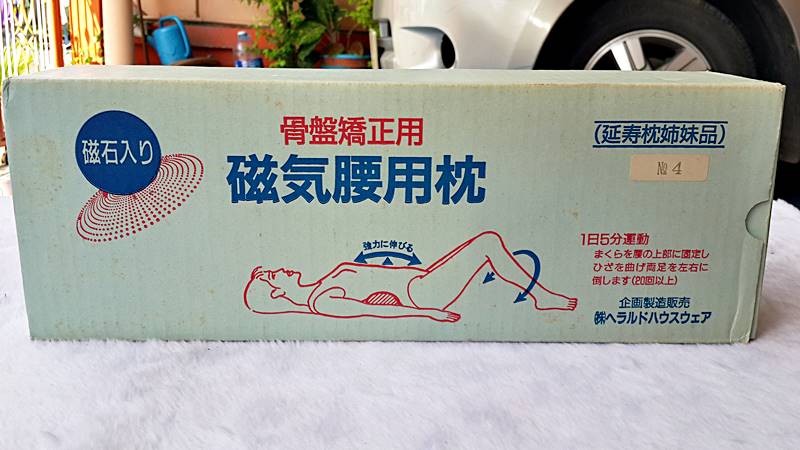 磁石入り
骨盤矯正用
磁気腰用枕
(延寿枕姉妹品)
№ 4
強力に伸びる
1日5分運動
まくらを腰の上部に固定し
ひざを曲げ両足を左右に
倒します(20回以上)
企画製造販売
㈱ヘラルドハウスウェア